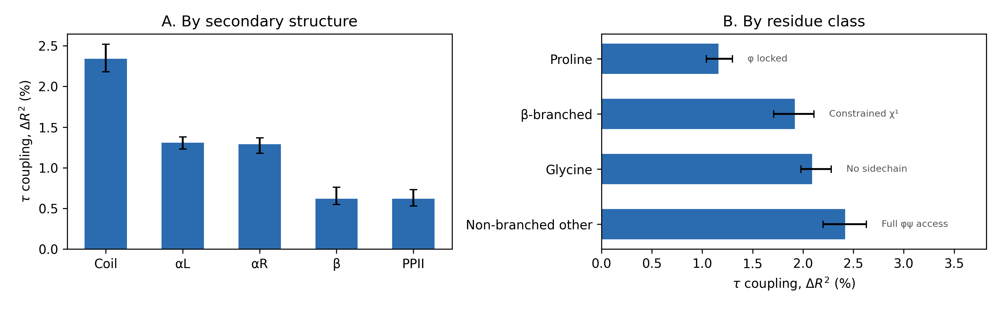 A. By secondary structure
τ coupling, ΔR² (%)
2.5
2.0
1.5
1.0
0.5
0.0
Coil
αL
αR
β
PPII
B. By residue class
Proline
β-branched
Glycine
Non-branched other
φ locked
Constrained χ¹
No sidechain
Full φψ access
0.0
0.5
1.0
1.5
2.0
2.5
3.0
3.5
τ coupling, ΔR² (%)